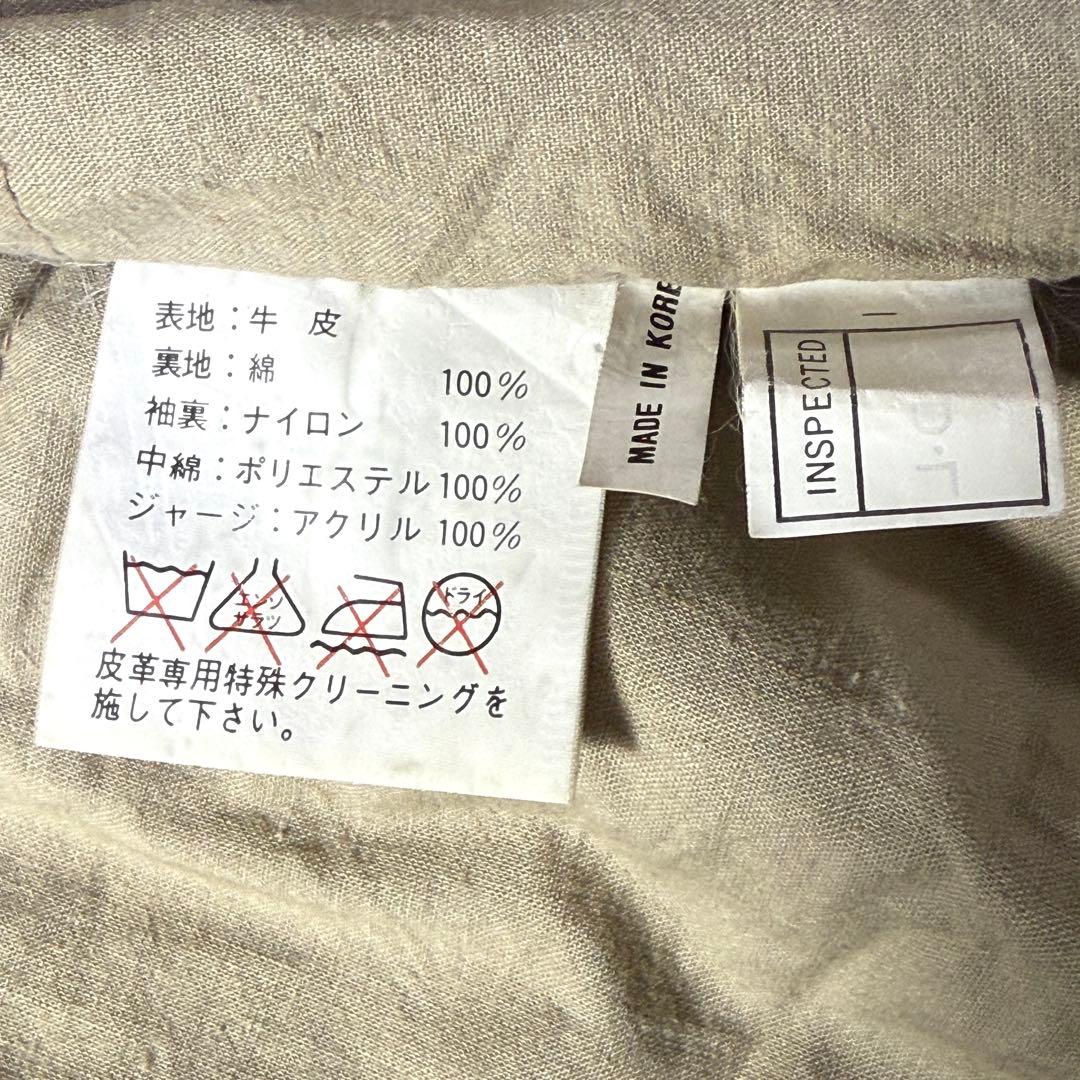 表地：牛 皮
裏地：綿 100%
袖裏：ナイロン 100%
中綿：ポリエステル 100%
ジャージ：アクリル 100%
エンソ
サラツ
ドライ
皮革専用特殊クリーニングを
施して下さい。
MADE IN KORE
INSPECTED